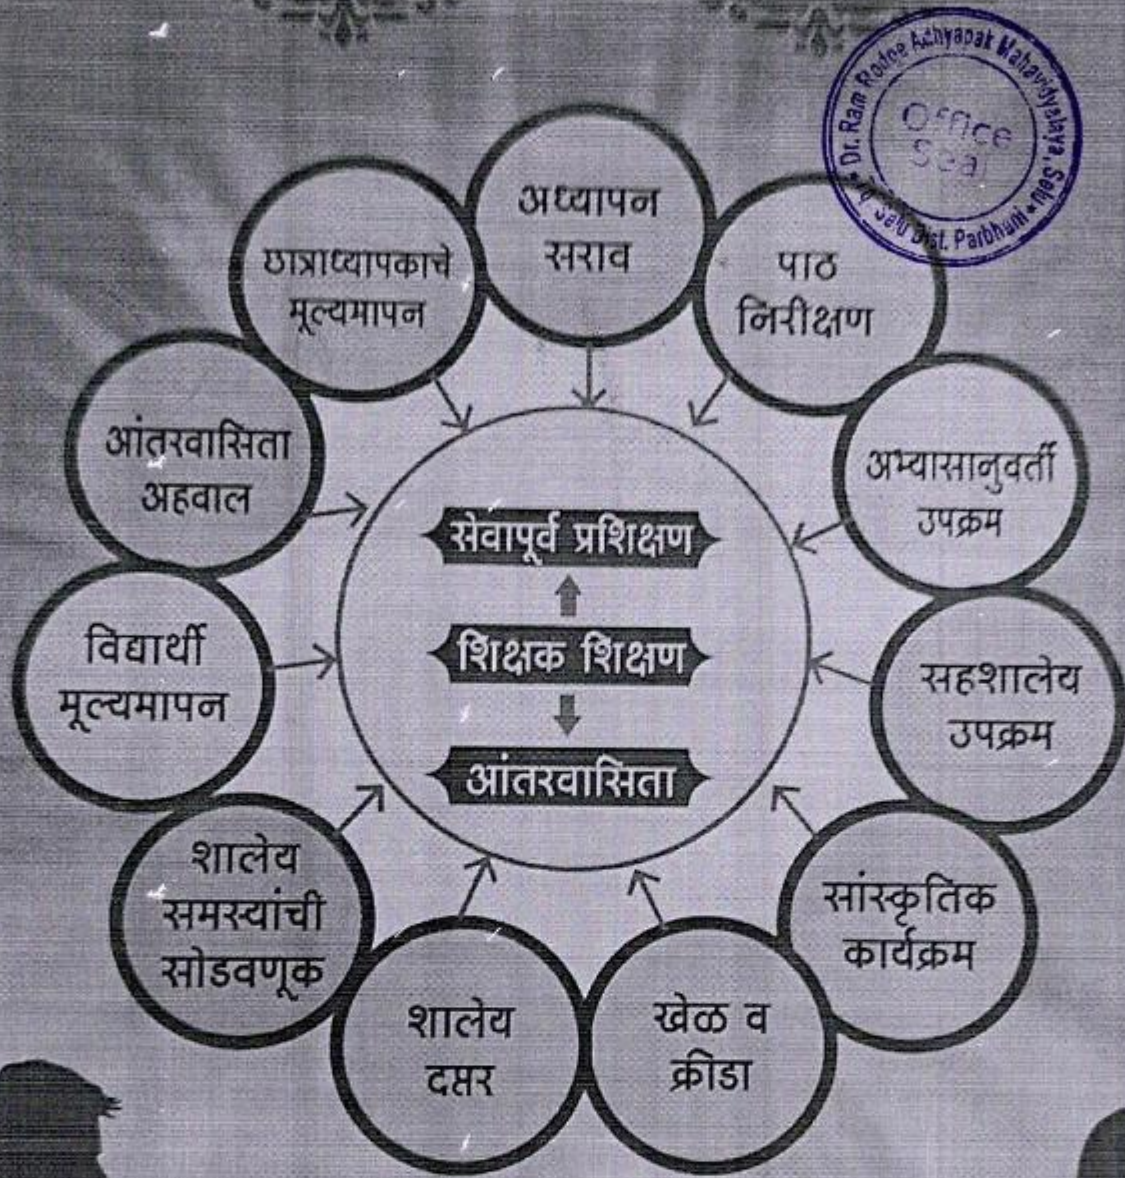 Dr. Ram Rodge Adhyapak Mahavidyalaya, Selu
Tq. Selu Dist. Parbhani
Office
Seal
अध्यापन
सराव
पाठ
निरीक्षण
अभ्यासानुवर्ती
उपक्रम
सहशालेय
उपक्रम
सांस्कृतिक
कार्यक्रम
खेळ व
क्रीडा
शालेय
दप्तर
शालेय
समस्यांची
सोडवणूक
विद्यार्थी
मूल्यमापन
आंतरवासिता
अहवाल
छात्राध्यापकाचे
मूल्यमापन
सेवापूर्व प्रशिक्षण
शिक्षक शिक्षण
आंतरवासिता